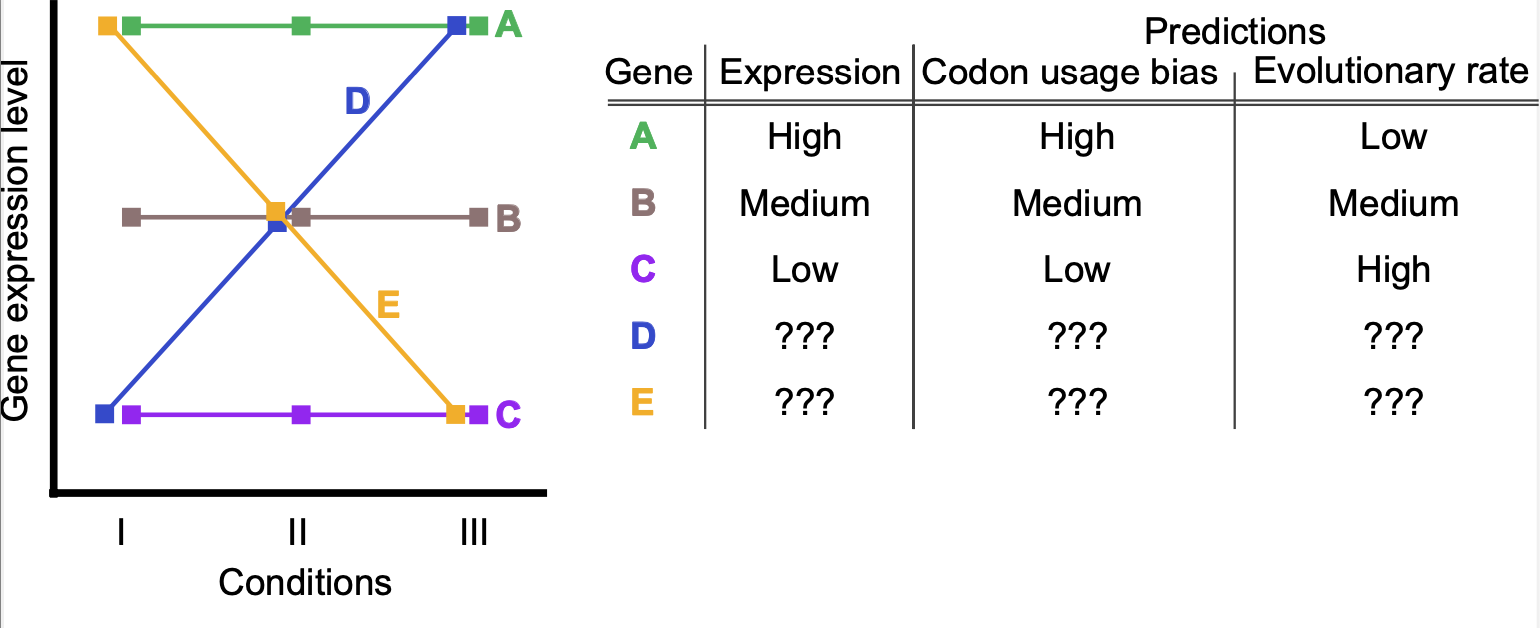 Gene expression level
A
D
B
E
C
I II III
Conditions
Predictions
Gene Expression Codon usage bias Evolutionary rate
A High High Low
B Medium Medium Medium
C Low Low High
D ??? ??? ???
E ??? ??? ???